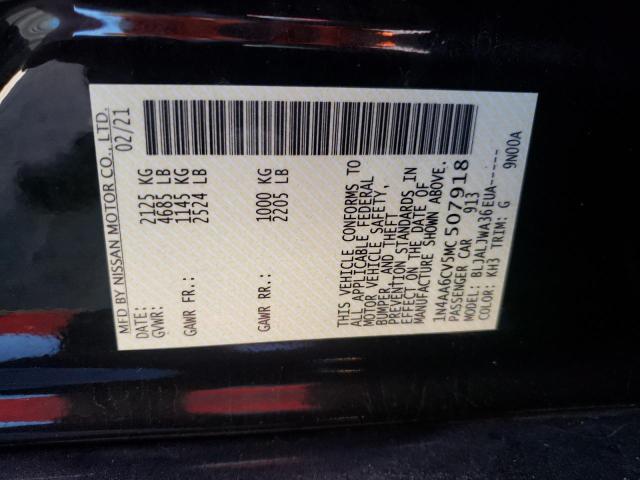 MFD BY NISSAN MOTOR CO., LTD.
DATE: 02/21
GVWR: 2125 KG
4685 LB
GAWR FR.: 1145 KG
2524 LB
GAWR RR.: 1000 KG
2205 LB
THIS VEHICLE CONFORMS TO
ALL APPLICABLE FEDERAL
MOTOR VEHICLE SAFETY,
BUMPER, AND THEFT
PREVENTION STANDARDS IN
EFFECT ON THE DATE OF
MANUFACTURE SHOWN ABOVE.
1N4AA6CV5MC507918
PASSENGER CAR 913
MODEL: BLJALJWA36EUA-----
COLOR: KH3 TRIM: G 9N00A